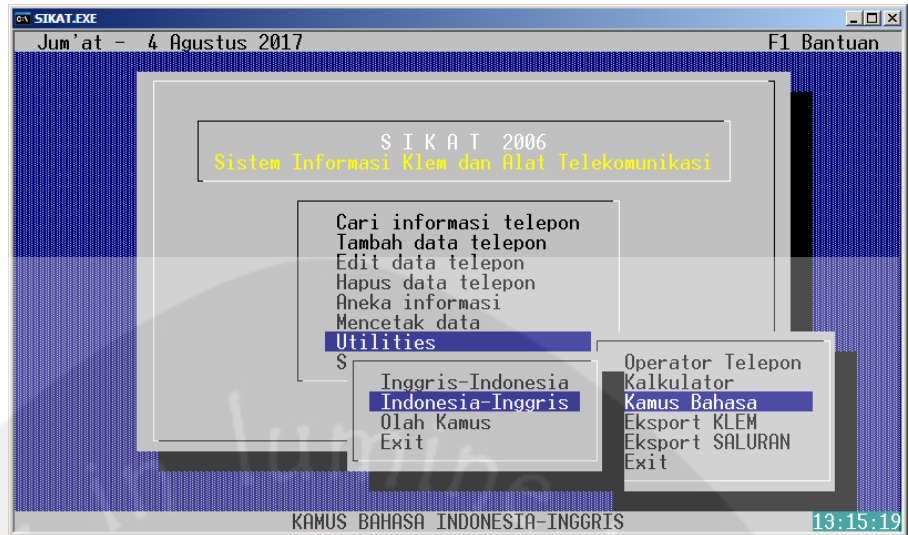 SIKAT.EXE
Jum'at - 4 Agustus 2017 F1 Bantuan
S I K A T 2006
Sistem Informasi Klem dan Alat Telekomunikasi
Cari informasi telepon
Tambah data telepon
Edit data telepon
Hapus data telepon
Aneka informasi
Mencetak data
Utilities
S
Inggris-Indonesia
Indonesia-Inggris
Olah Kamus
Exit
Operator Telepon
Kalkulator
Kamus Bahasa
Eksport KLEM
Eksport SALURAN
Exit
in lumine
KAMUS BAHASA INDONESIA-INGGRIS 13:15:19